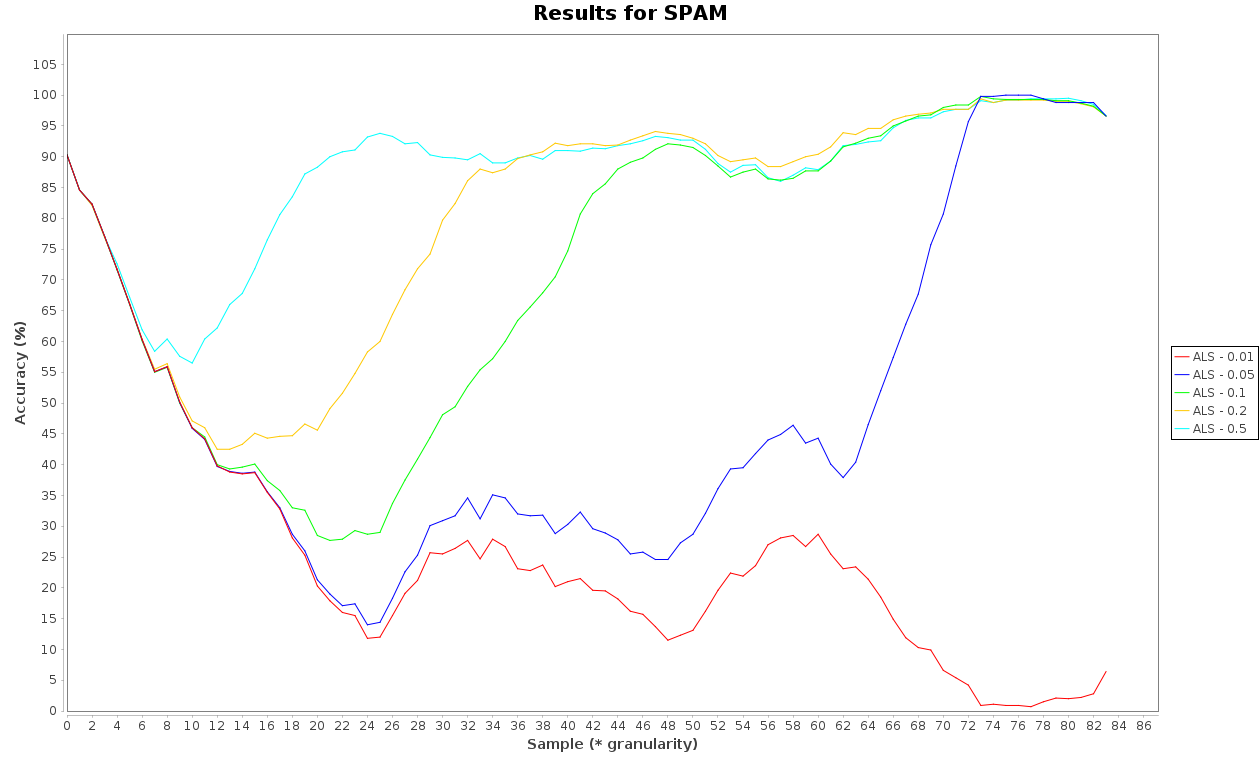 Results for SPAM
105
100
95
90
85
80
75
70
65
60
55
50
45
40
35
30
25
20
15
10
5
0
Accuracy (%)
0 2 4 6 8 10 12 14 16 18 20 22 24 26 28 30 32 34 36 38 40 42 44 46 48 50 52 54 56 58 60 62 64 66 68 70 72 74 76 78 80 82 84 86
Sample (* granularity)
ALS - 0.01
ALS - 0.05
ALS - 0.1
ALS - 0.2
ALS - 0.5